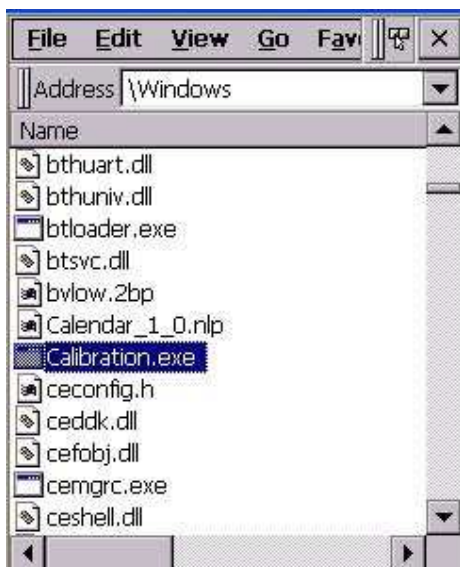 File Edit View Go Fav
Address \Windows
Name
bthuart.dll
bthuniv.dll
btloader.exe
btsvc.dll
bvlow.2bp
Calendar_1_0.nlp
Calibration.exe
ceconfig.h
ceddk.dll
cefobj.dll
cemgrc.exe
ceshell.dll